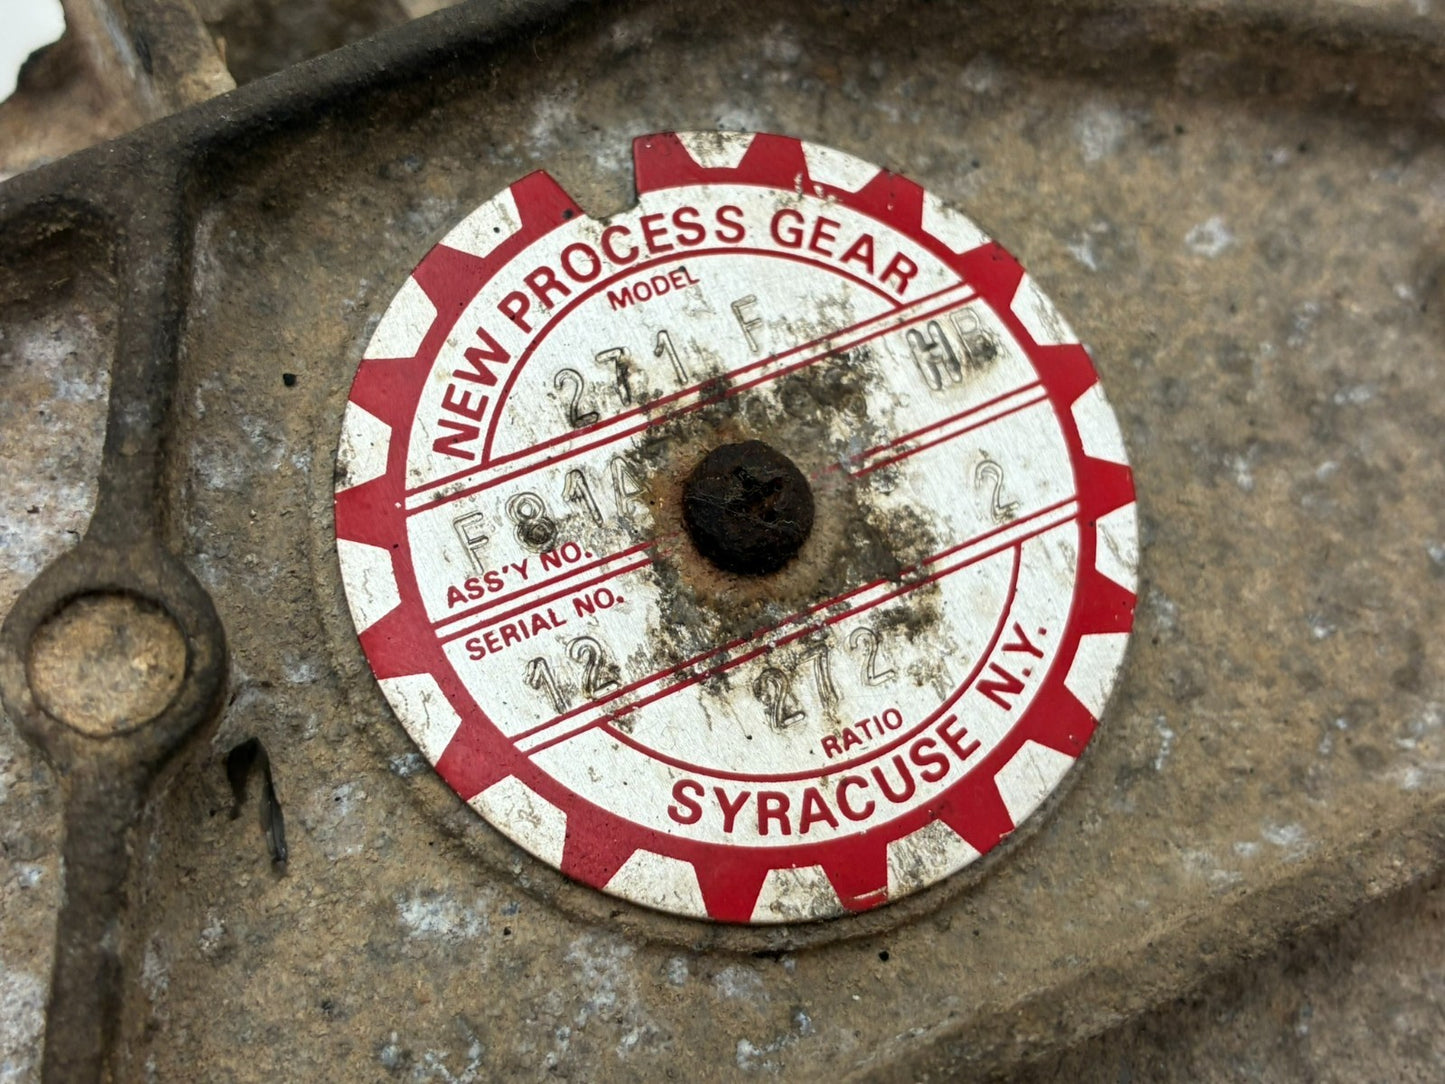 NEW PROCESS GEAR
MODEL
271 F
F81A HB
ASS'Y NO.
SERIAL NO. 2
12
272
RATIO
SYRACUSE N.Y.